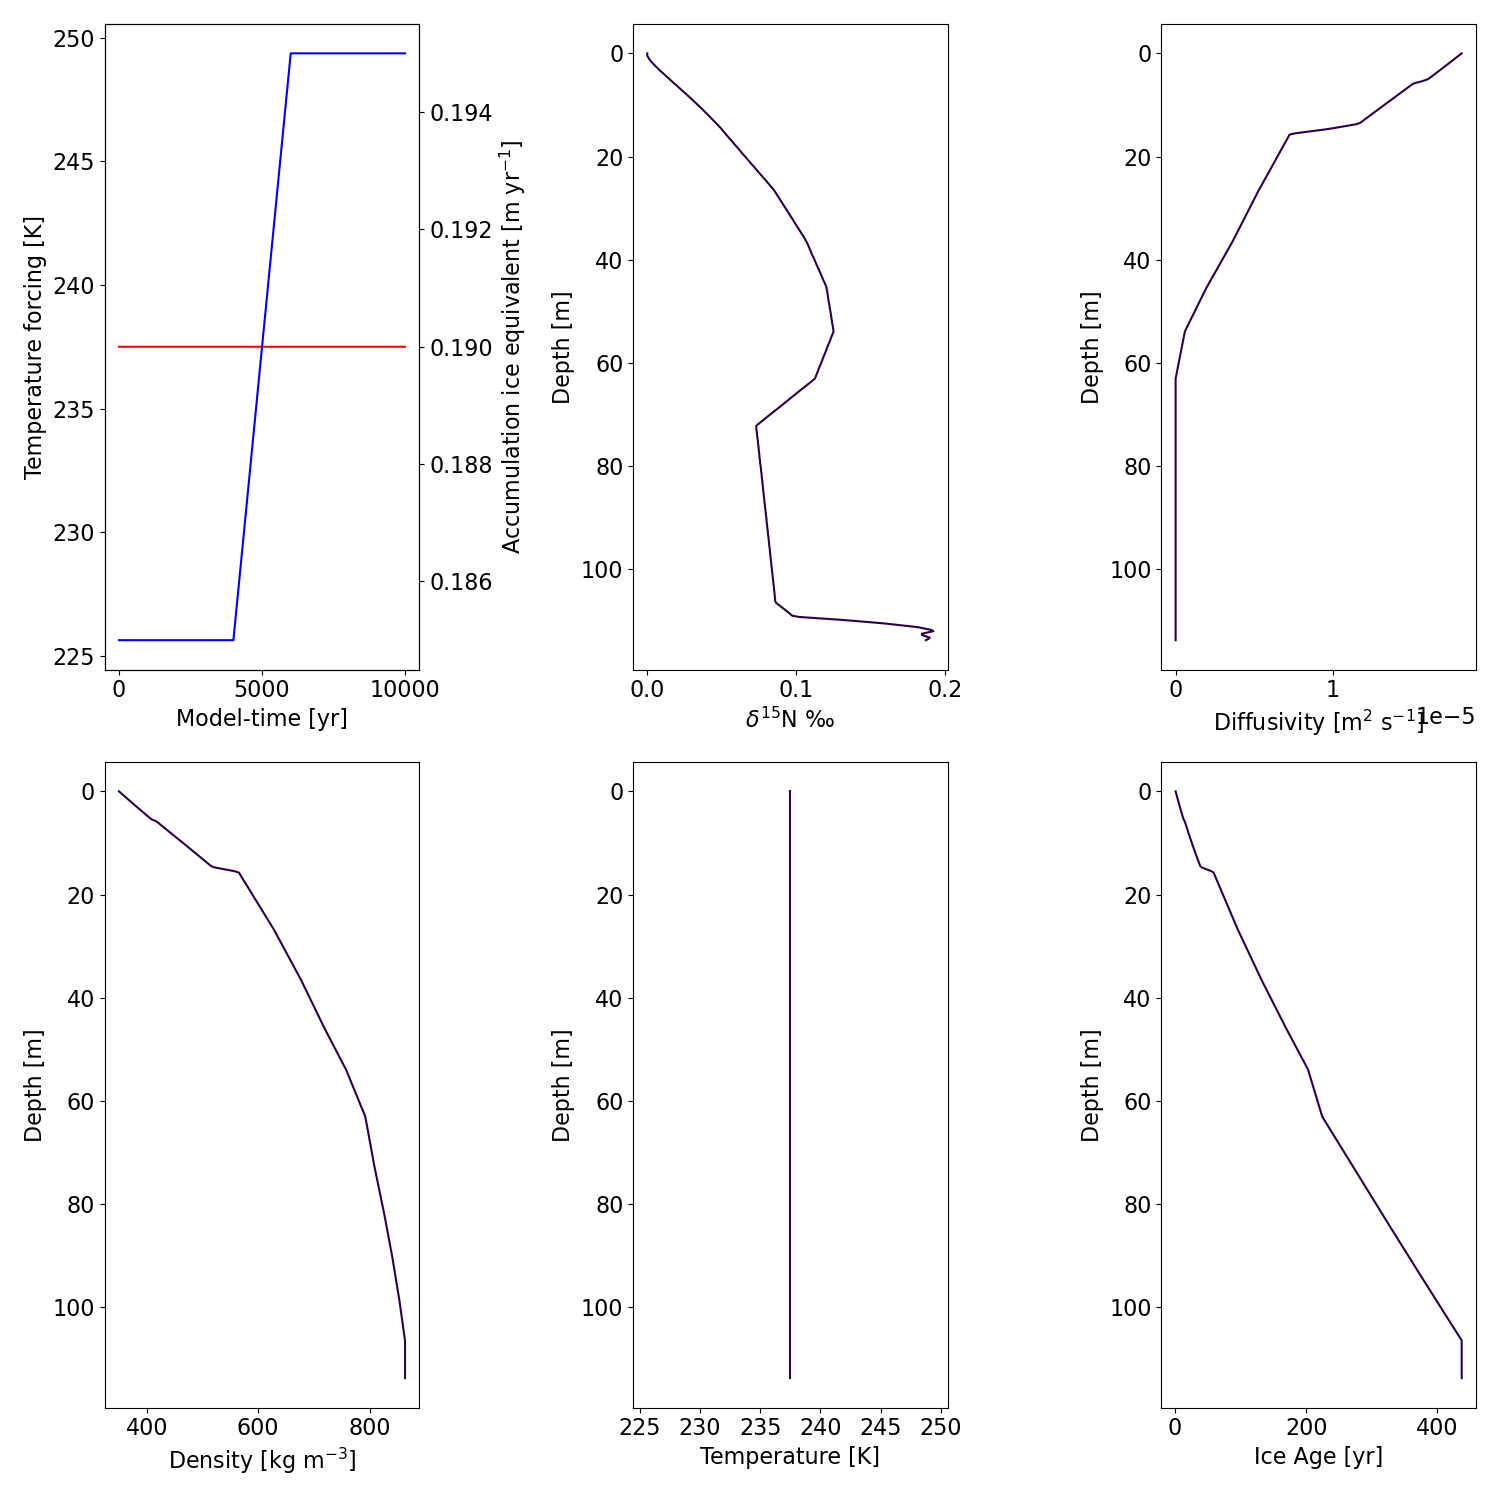 Temperature forcing [K]
250
245
240
235
230
225
0 5000 10000
Model-time [yr]
0.194
0.192
0.190
0.188
0.186
Accumulation ice equivalent [m yr⁻¹]
Depth [m]
0
20
40
60
80
100
0.0 0.1 0.2
δ¹⁵N ‰
Depth [m]
0
20
40
60
80
100
0 1
Diffusivity [m² s⁻¹]
1e−5
Depth [m]
0
20
40
60
80
100
400 600 800
Density [kg m⁻³]
Depth [m]
0
20
40
60
80
100
225 230 235 240 245 250
Temperature [K]
Depth [m]
0
20
40
60
80
100
0 200 400
Ice Age [yr]